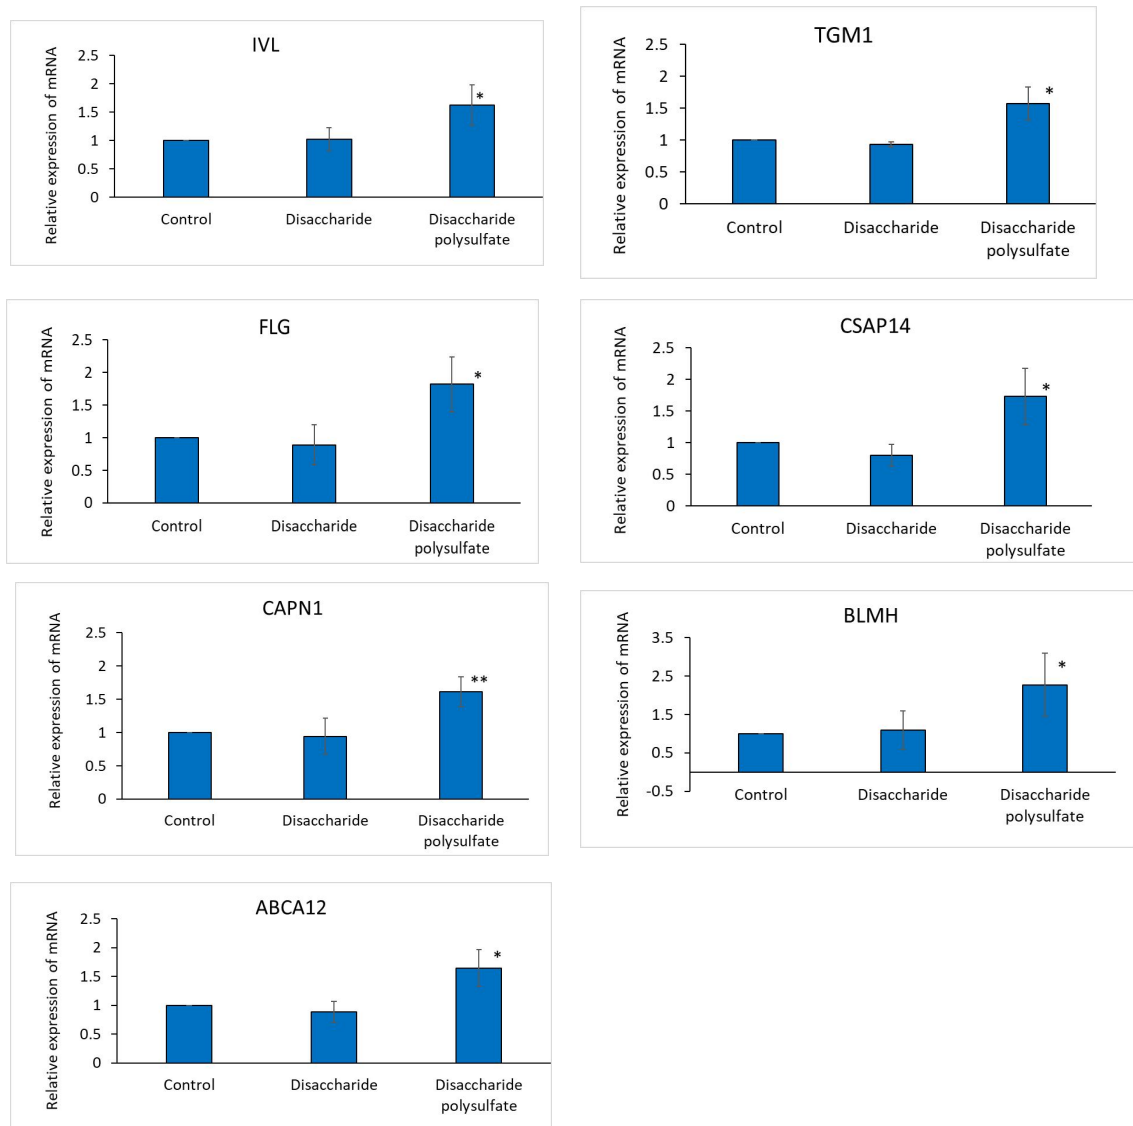 IVL
Relative expression of mRNA
2.5
2
1.5
1
0.5
0
Control
Disaccharide
Disaccharide
polysulfate
*
TGM1
Relative expression of mRNA
2.5
2
1.5
1
0.5
0
Control
Disaccharide
Disaccharide
polysulfate
*
FLG
Relative expression of mRNA
2.5
2
1.5
1
0.5
0
Control
Disaccharide
Disaccharide
polysulfate
*
CSAP14
Relative expression of mRNA
2.5
2
1.5
1
0.5
0
Control
Disaccharide
Disaccharide
polysulfate
*
CAPN1
Relative expression of mRNA
2.5
2
1.5
1
0.5
0
Control
Disaccharide
Disaccharide
polysulfate
**
BLMH
Relative expression of mRNA
3.5
2.5
1.5
0.5
-0.5
Control
Disaccharide
Disaccharide
polysulfate
*
ABCA12
Relative expression of mRNA
2.5
2
1.5
1
0.5
0
Control
Disaccharide
Disaccharide
polysulfate
*